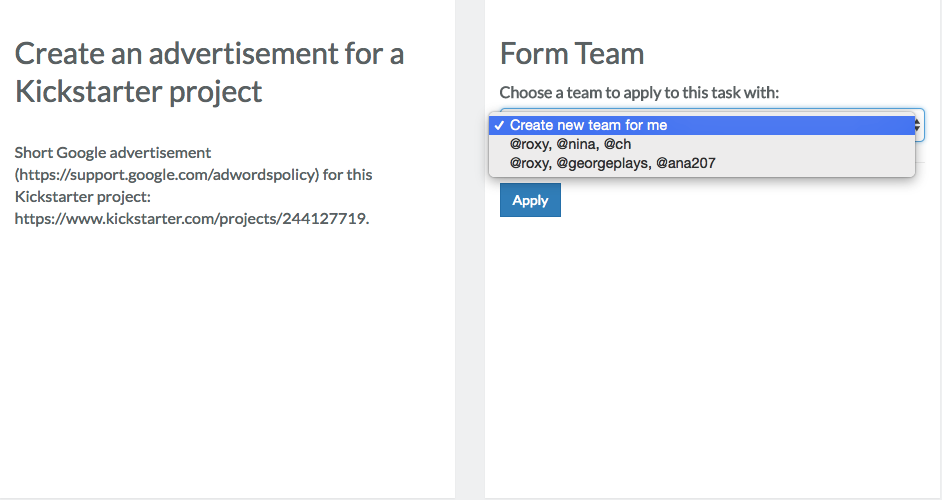 Create an advertisement for a
Kickstarter project
Short Google advertisement
(https://support.google.com/adwordspolicy) for this
Kickstarter project:
https://www.kickstarter.com/projects/244127719.
Form Team
Choose a team to apply to this task with:
✓ Create new team for me
@roxy, @nina, @ch
@roxy, @georgeplays, @ana207
Apply